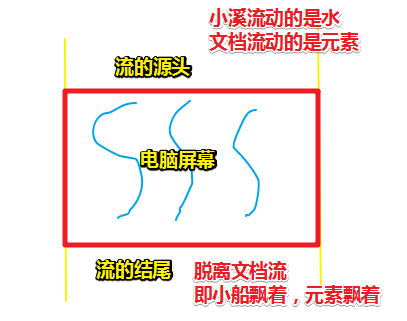 小溪流动的是水
文档流动的是元素
流的源头
电脑屏幕
流的结尾
脱离文档流
即小船飘着，元素飘着